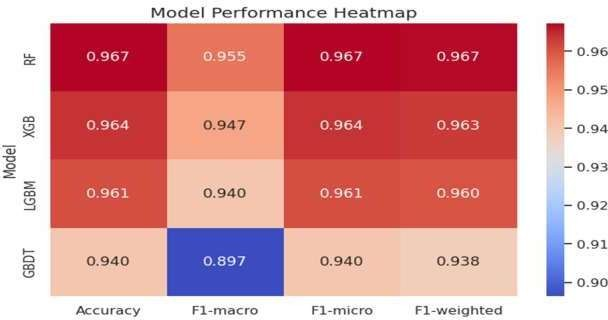 Model Performance Heatmap
Model
RF 0.967 0.955 0.967 0.967
XGB 0.964 0.947 0.964 0.963
LGBM 0.961 0.940 0.961 0.960
GBDT 0.940 0.897 0.940 0.938
Accuracy F1-macro F1-micro F1-weighted
0.96
0.95
0.94
0.93
0.92
0.91
0.90